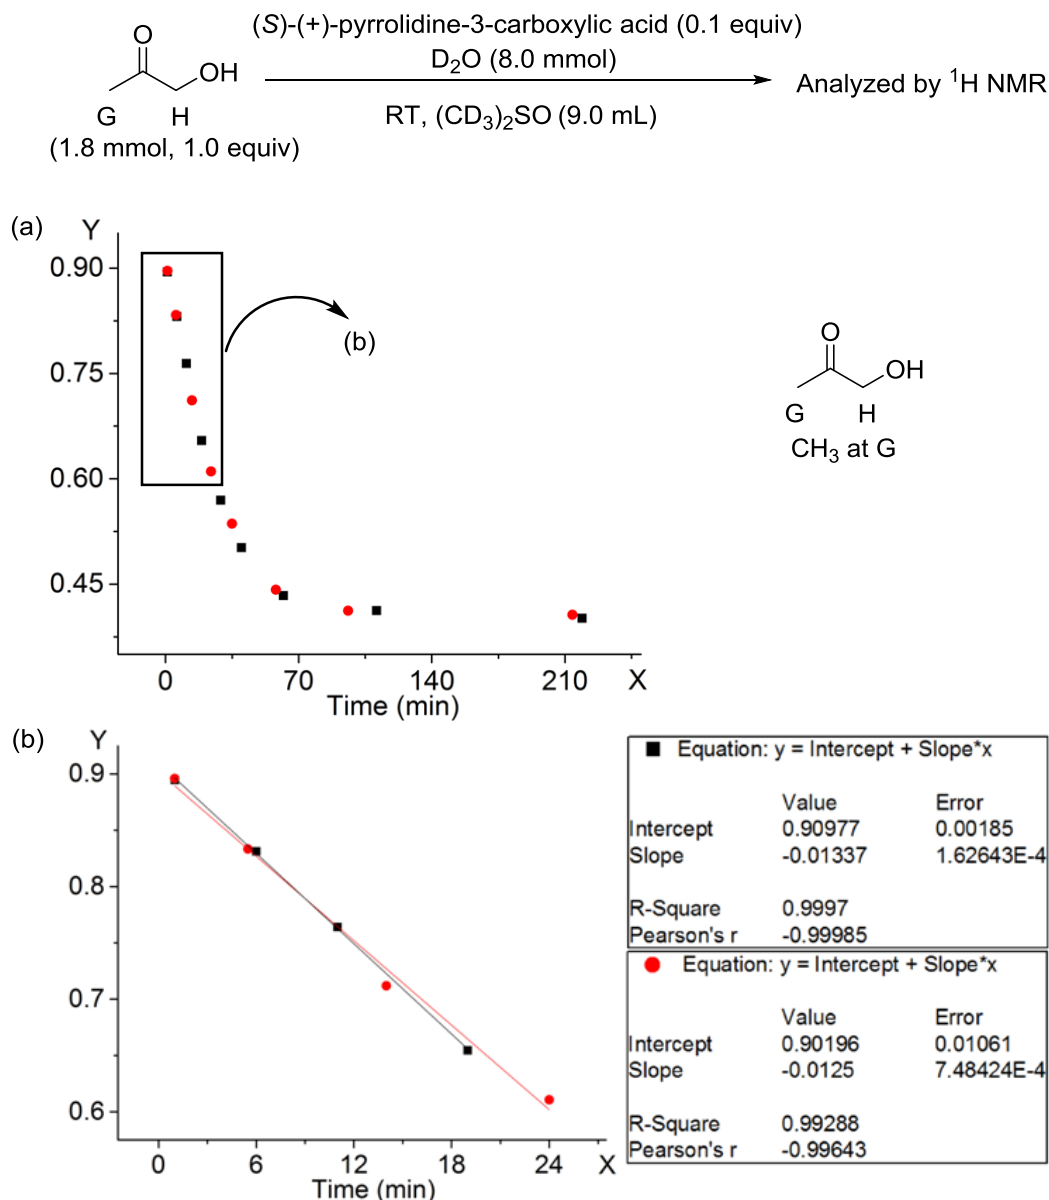 (S)-(+)-pyrrolidine-3-carboxylic acid (0.1 equiv)
O
OH
D2O (8.0 mmol)
Analyzed by 1H NMR
G H
RT, (CD3)2SO (9.0 mL)
(1.8 mmol, 1.0 equiv)
(a)
Y
0.90
0.75
0.60
0.45
(b)
0 70 140 210 X
Time (min)
O
OH
G H
CH3 at G
(b)
Y
0.9
0.8
0.7
0.6
0 6 12 18 24 X
Time (min)
Equation: y = Intercept + Slope*x
Value Error
Intercept 0.90977 0.00185
Slope -0.01337 1.62643E-4
R-Square 0.9997
Pearson's r -0.99985
Equation: y = Intercept + Slope*x
Value Error
Intercept 0.90196 0.01061
Slope -0.0125 7.48424E-4
R-Square 0.99288
Pearson's r -0.99643